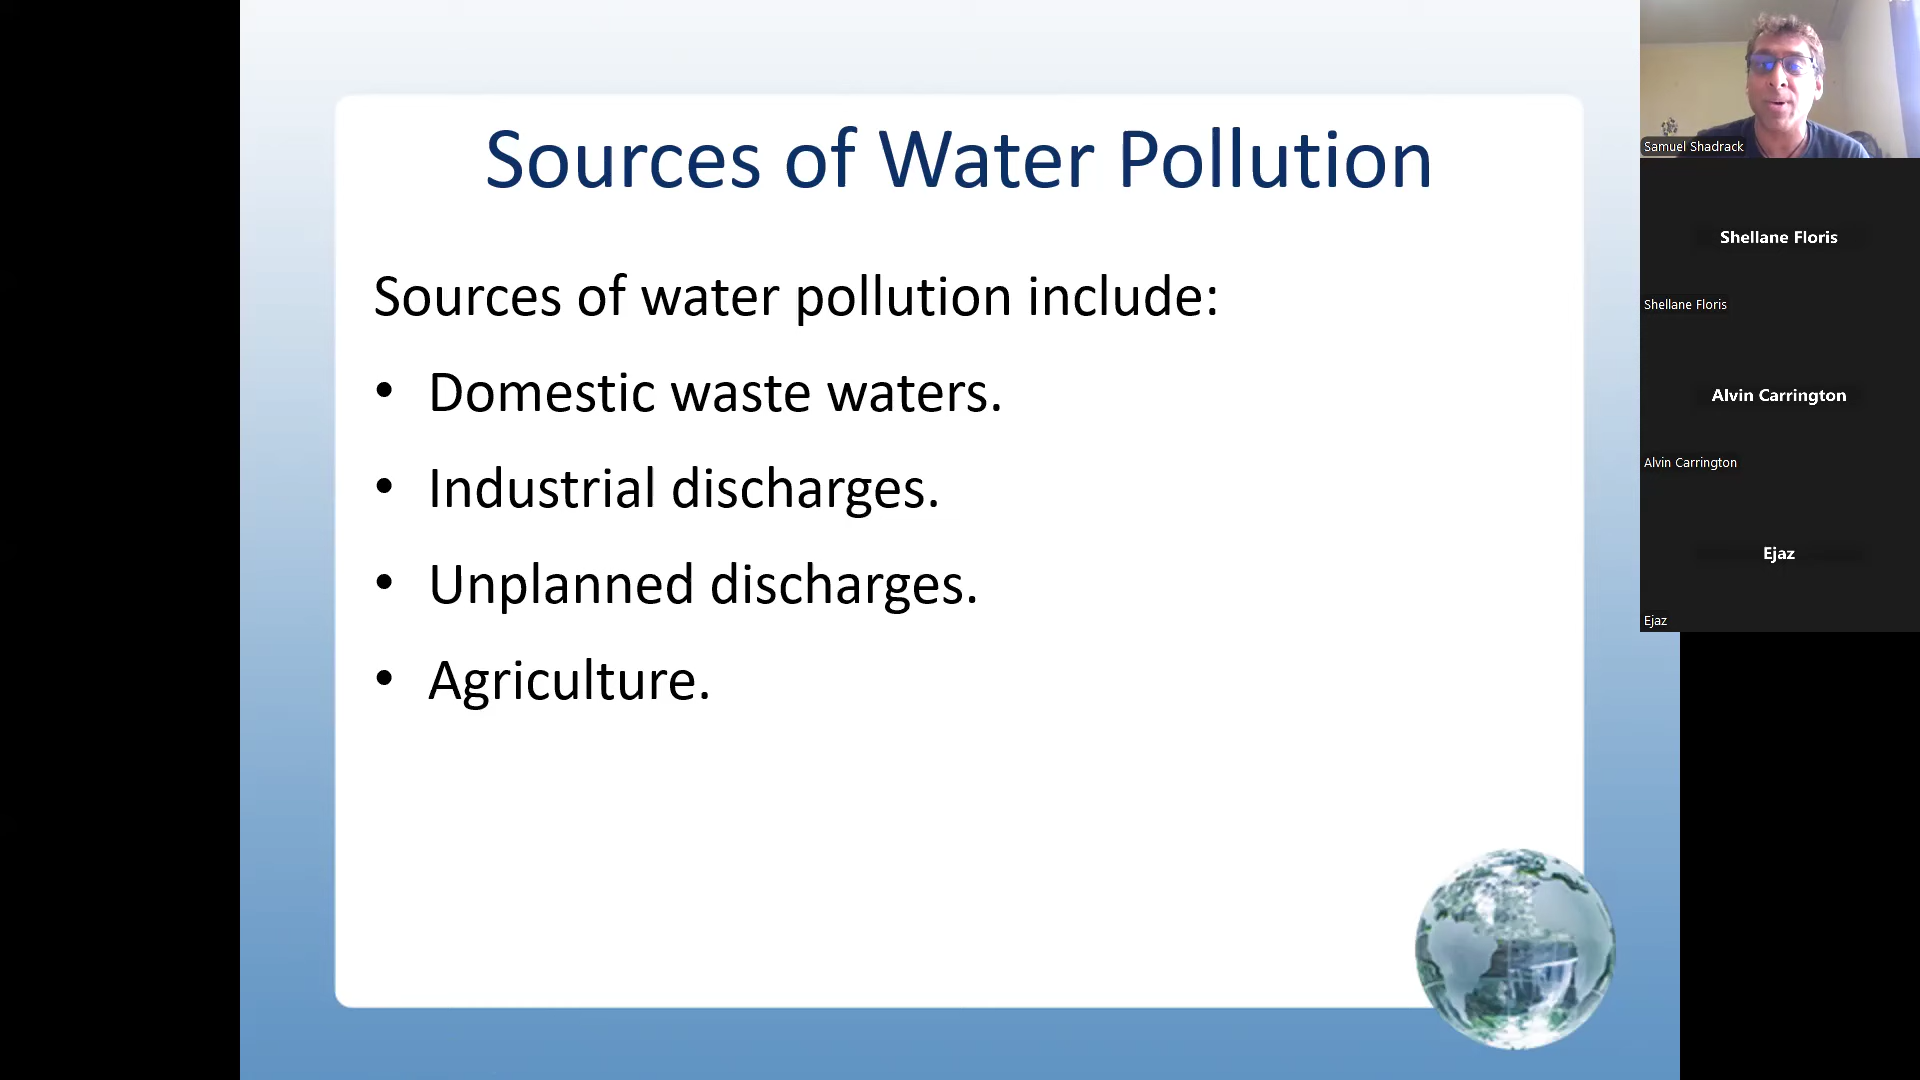 Sources of Water Pollution
Sources of water pollution include:
• Domestic waste waters.
• Industrial discharges.
• Unplanned discharges.
• Agriculture.
Samuel Shadrack
Shellane Floris
Shellane Floris
Alvin Carrington
Alvin Carrington
Ejaz
Ejaz